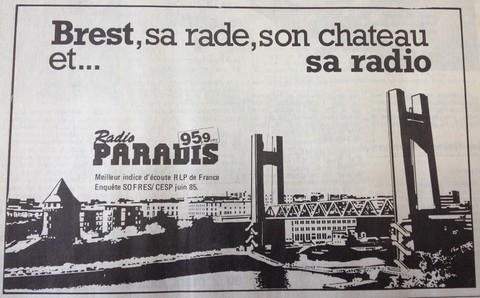 Brest, sa rade, son chateau
et... sa radio
Radio 95.9
PARADIS
Meilleur indice d'écoute RLP de France
Enquête SOFRES/CESP juin 85.